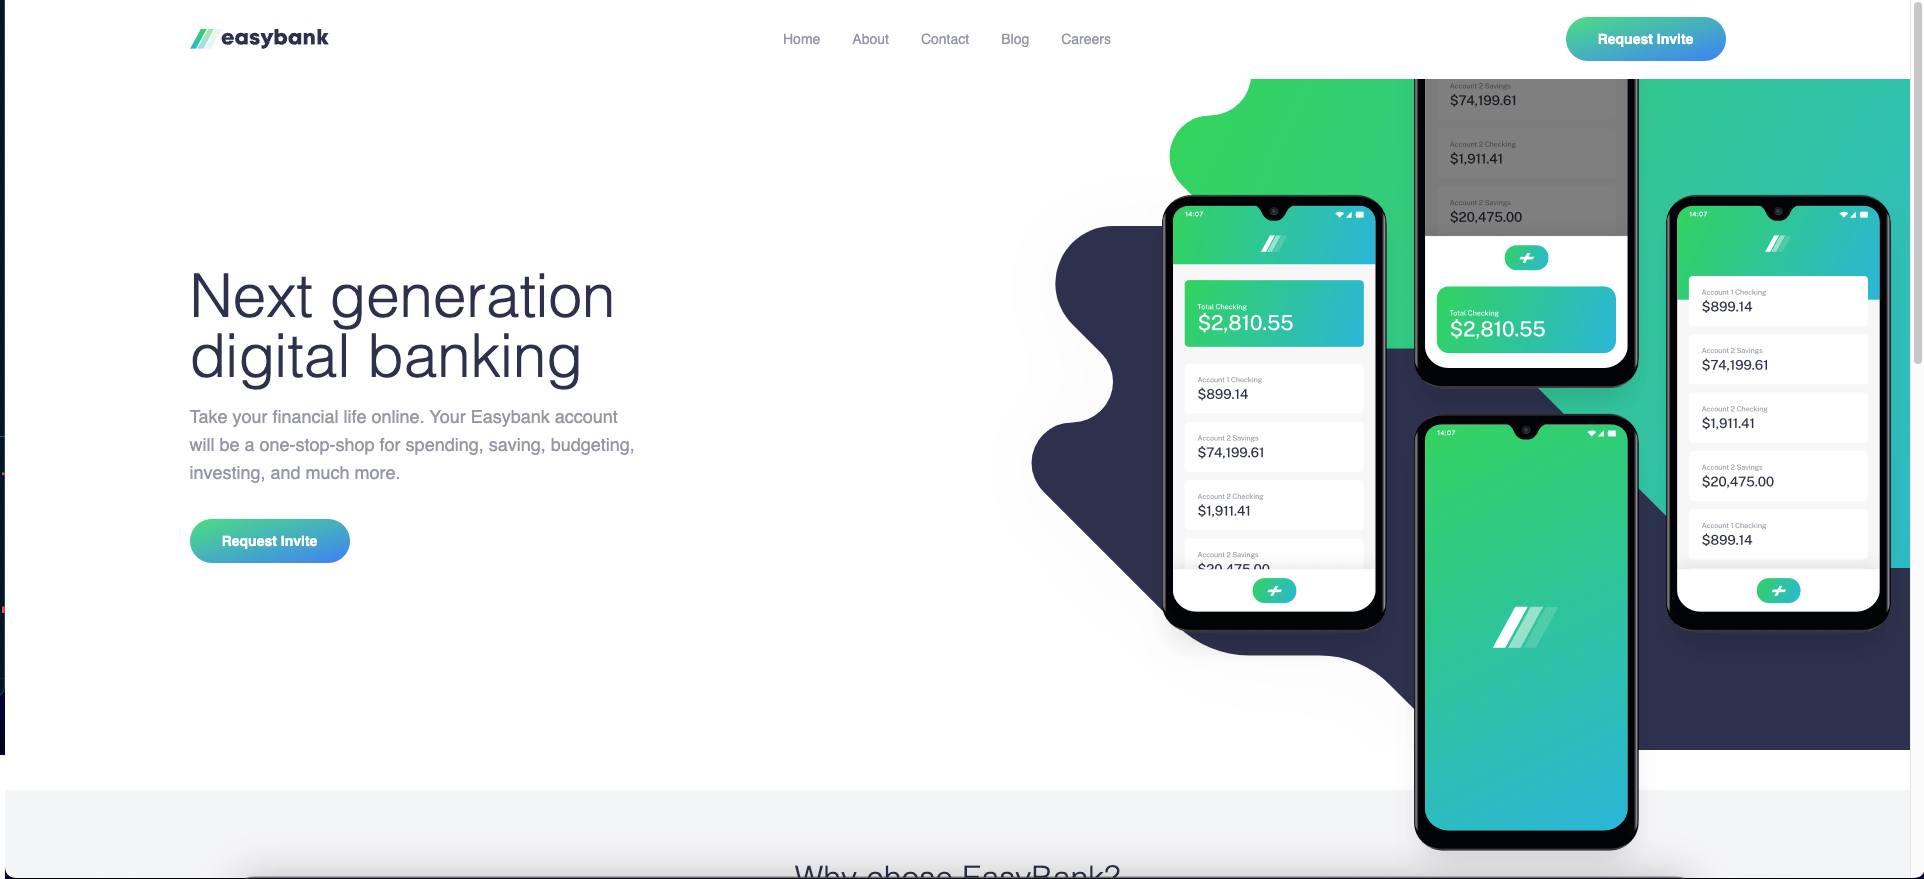 easybank
Home
About
Contact
Blog
Careers
Request Invite
Next generation
digital banking
Take your financial life online. Your Easybank account
will be a one-stop-shop for spending, saving, budgeting,
investing, and much more.
Request Invite
14:07
Total Checking
$2,810.55
Account 1 Checking
$899.14
Account 2 Savings
$74,199.61
Account 2 Checking
$1,911.41
Account 2 Savings
$20,475.00
Account 2 Savings
$74,199.61
Account 2 Checking
$1,911.41
Account 2 Savings
$20,475.00
Total Checking
$2,810.55
14:07
14:07
Account 1 Checking
$899.14
Account 2 Savings
$74,199.61
Account 2 Checking
$1,911.41
Account 2 Savings
$20,475.00
Account 1 Checking
$899.14
Why chose EasyBank?